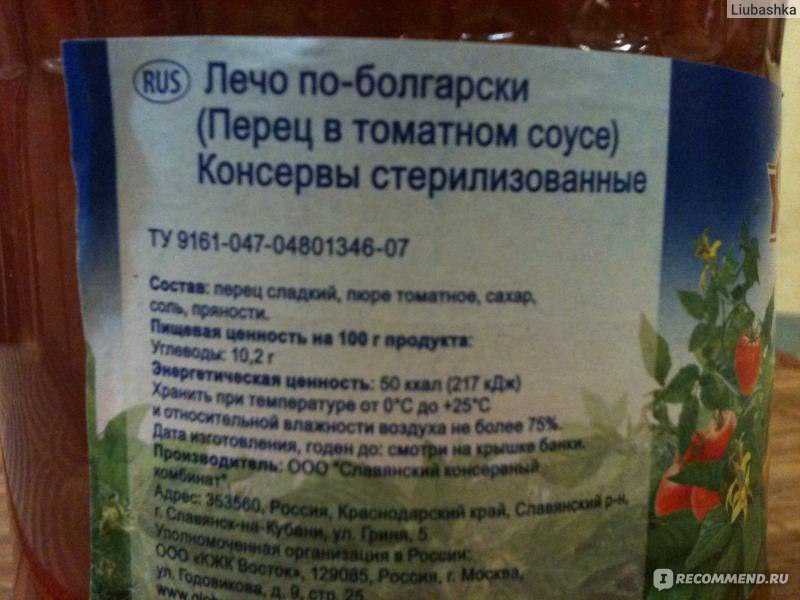 Liubashka
RUS
Лечо по-болгарски
(Перец в томатном соусе)
Консервы стерилизованные
ТУ 9161-047-04801346-07
Состав: перец сладкий, пюре томатное, сахар,
соль, пряности.
Пищевая ценность на 100 г продукта:
Углеводы: 10,2 г
Энергетическая ценность: 50 ккал (217 кДж)
Хранить при температуре от 0°С до +25°С
и относительной влажности воздуха не более 75%.
Дата изготовления, годен до: смотри на крышке банки.
Производитель: ООО "Славянский консервный
комбинат"
Адрес: 353560, Россия, Краснодарский край, Славянский р-н,
г. Славянск-на-Кубани, ул. Гриня, 5
Уполномоченная организация в России:
ООО «КЖК Восток», 129085, Россия, г. Москва,
ул. Годовикова, д. 9, стр. 25
I RECOMMEND.RU